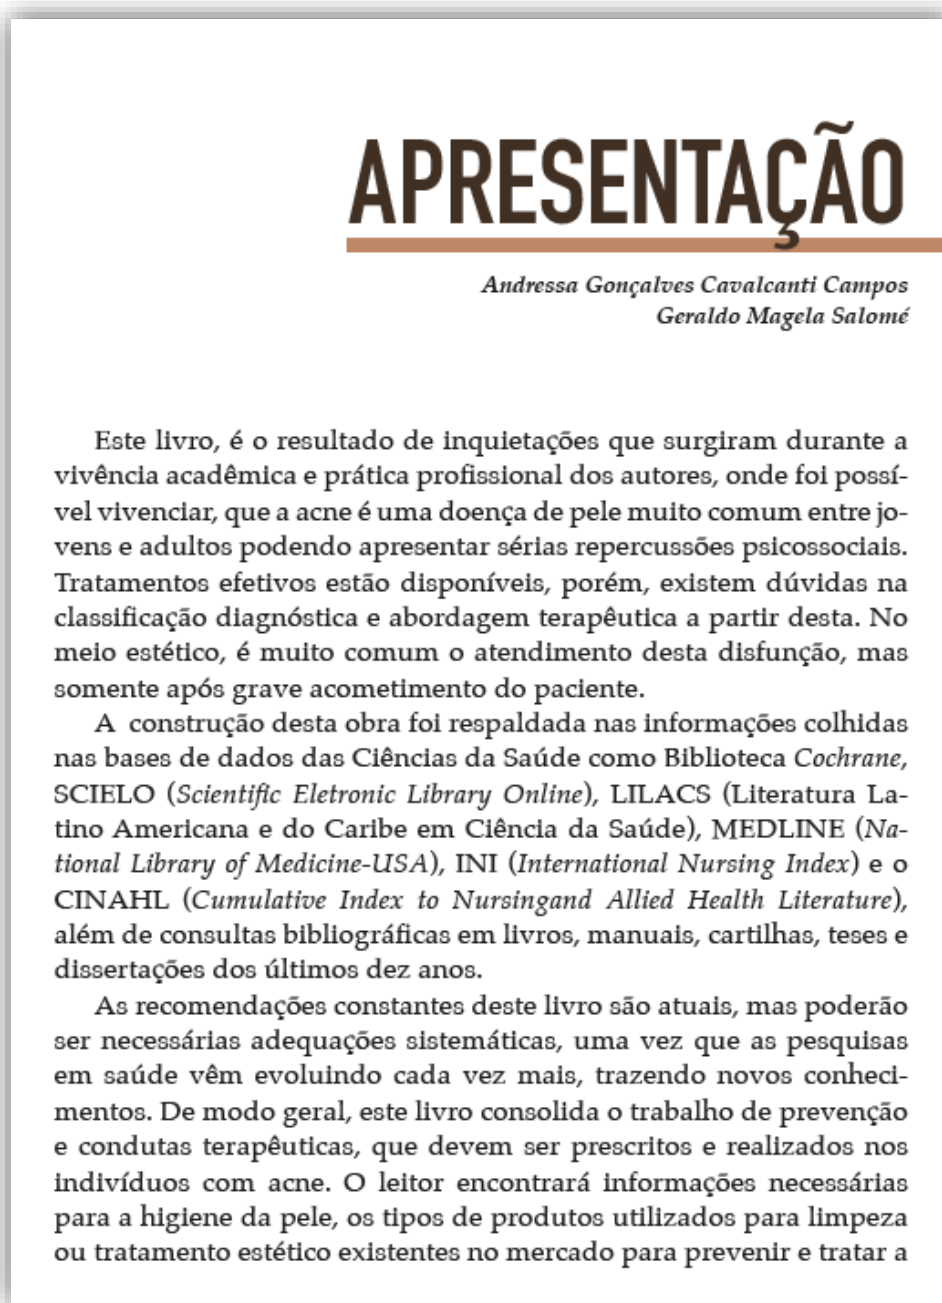 APRESENTAÇÃO
Andressa Gonçalves Cavalcanti Campos
Geraldo Magela Salomé
Este livro, é o resultado de inquietações que surgiram durante a
vivência acadêmica e prática profissional dos autores, onde foi possí-
vel vivenciar, que a acne é uma doença de pele muito comum entre jo-
vens e adultos podendo apresentar sérias repercussões psicossociais.
Tratamentos efetivos estão disponíveis, porém, existem dúvidas na
classificação diagnóstica e abordagem terapêutica a partir desta. No
meio estético, é muito comum o atendimento desta disfunção, mas
somente após grave acometimento do paciente.
A construção desta obra foi respaldada nas informações colhidas
nas bases de dados das Ciências da Saúde como Biblioteca Cochrane,
SCIELO (Scientific Eletronic Library Online), LILACS (Literatura La-
tino Americana e do Caribe em Ciência da Saúde), MEDLINE (Na-
tional Library of Medicine-USA), INI (International Nursing Index) e o
CINAHL (Cumulative Index to Nursingand Allied Health Literature),
além de consultas bibliográficas em livros, manuais, cartilhas, teses e
dissertações dos últimos dez anos.
As recomendações constantes deste livro são atuais, mas poderão
ser necessárias adequações sistemáticas, uma vez que as pesquisas
em saúde vêm evoluindo cada vez mais, trazendo novos conheci-
mentos. De modo geral, este livro consolida o trabalho de prevenção
e condutas terapêuticas, que devem ser prescritos e realizados nos
indivíduos com acne. O leitor encontrará informações necessárias
para a higiene da pele, os tipos de produtos utilizados para limpeza
ou tratamento estético existentes no mercado para prevenir e tratar a